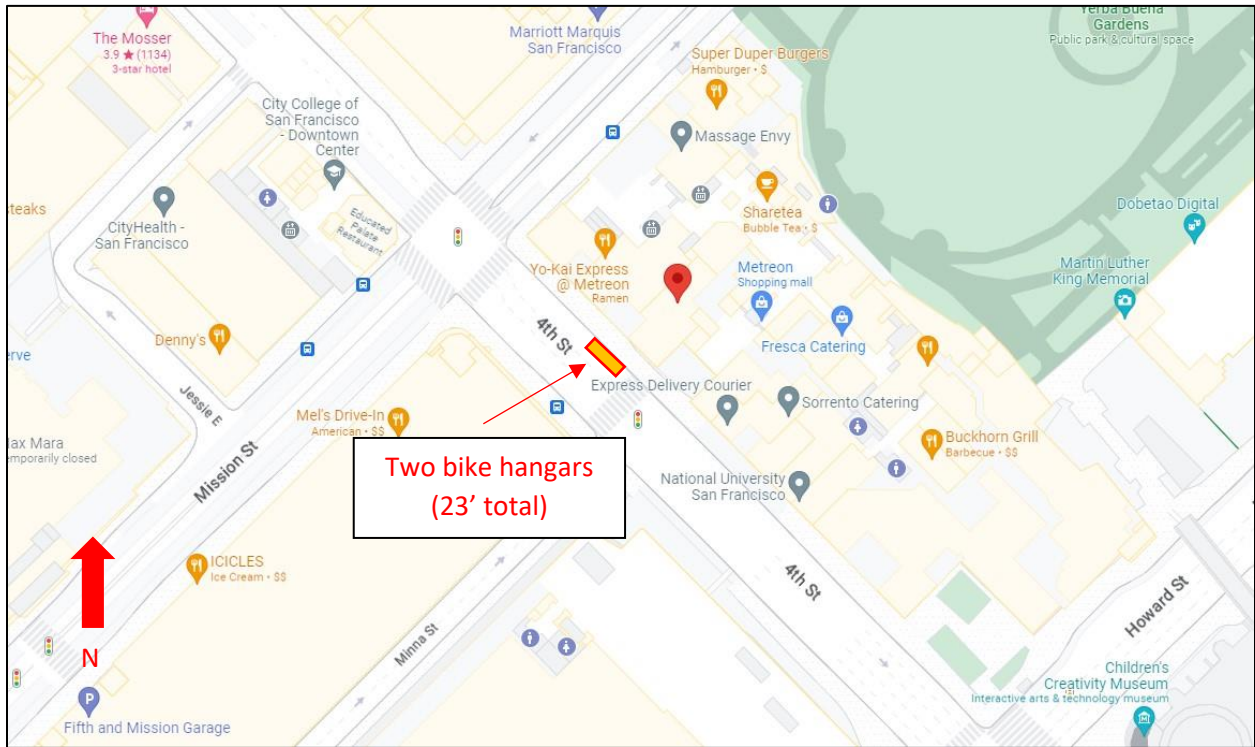 The Mosser
3.9 ★ (1134)
3-star hotel
Marriott Marquis
San Francisco
Yerba Buena
Gardens
Public park & cultural space
Super Duper Burgers
Hamburger • $
City College of
San Francisco
- Downtown
Center
Massage Envy
steaks
CityHealth -
San Francisco
Educated
Palate
Restaurant
Sharetea
Bubble Tea • $
Dobetao Digital
Yo-Kai Express
@ Metreon
Ramen
Metreon
Shopping mall
Martin Luther
King Memorial
Denny's
4th St
Fresca Catering
erve
Express Delivery Courier
Sorrento Catering
Jessie E
Mel's Drive-In
American • $$
Max Mara
emporarily closed
Mission St
Two bike hangars
(23’ total)
Buckhorn Grill
Barbecue • $$
National University
San Francisco
ICICLES
Ice Cream • $$
4th St
Howard St
Minna St
N
Children's
Creativity Museum
Interactive arts & technology museum
P
Fifth and Mission Garage